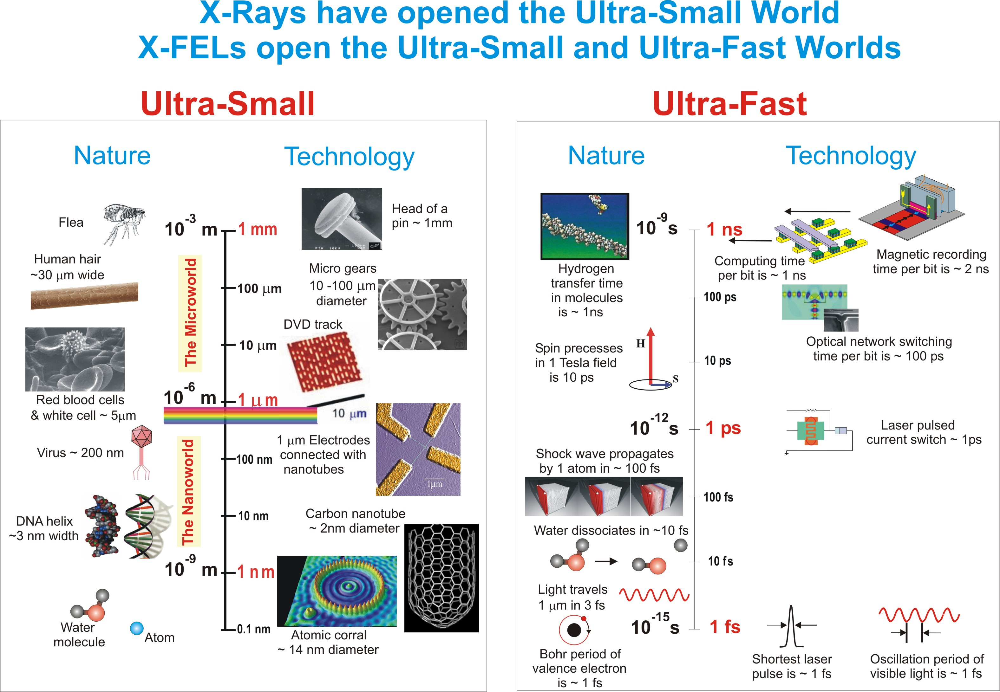 X-Rays have opened the Ultra-Small World
X-FELs open the Ultra-Small and Ultra-Fast Worlds
Ultra-Small
Nature
Technology
Flea
10⁻³ m
1 mm
Head of a
pin ~ 1mm
PIN 10KV
100µm
X45
Human hair
~30 µm wide
The Microworld
100 µm
Micro gears
10 -100 µm
diameter
DVD track
10 µm
10 µm
Red blood cells
& white cell ~ 5µm
10⁻⁶ m
1 µm
Virus ~ 200 nm
The Nanoworld
100 nm
1 µm Electrodes
connected with
nanotubes
1µm
DNA helix
~3 nm width
10 nm
Carbon nanotube
~ 2nm diameter
10⁻⁹ m
1 nm
Water
molecule
Atom
0.1 nm
Atomic corral
~ 14 nm diameter
Ultra-Fast
Nature
Technology
Hydrogen
transfer time
in molecules
is ~ 1ns
10⁻⁹s
1 ns
Computing time
per bit is ~ 1 ns
Magnetic recording
time per bit is ~ 2 ns
100 ps
Optical network switching
time per bit is ~ 100 ps
Spin precesses
in 1 Tesla field
is 10 ps
H
S
10 ps
10⁻¹²s
1 ps
Laser pulsed
current switch ~ 1ps
Shock wave propagates
by 1 atom in ~ 100 fs
100 fs
Water dissociates in ~10 fs
10 fs
Light travels
1 µm in 3 fs
10⁻¹⁵s
1 fs
Bohr period of
valence electron
is ~ 1 fs
Shortest laser
pulse is ~ 1 fs
Oscillation period of
visible light is ~ 1 fs